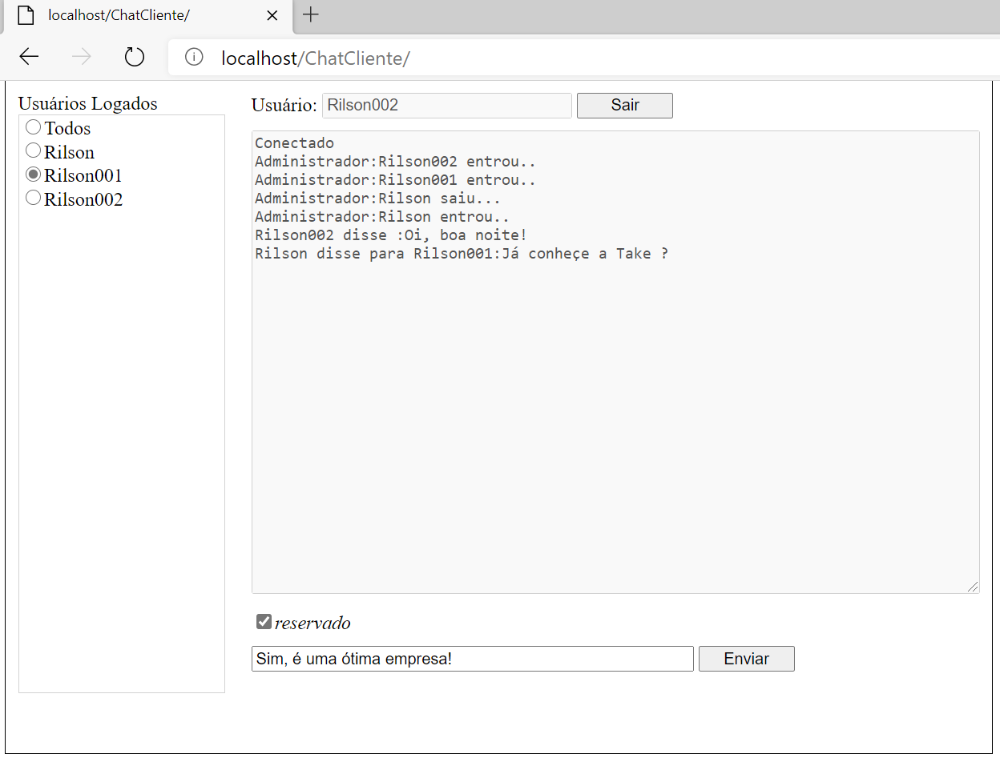 localhost/ChatCliente/
localhost/ChatCliente/
Usuários Logados
Todos
Rilson
Rilson001
Rilson002
Usuário: Rilson002 Sair
Conectado
Administrador:Rilson002 entrou..
Administrador:Rilson001 entrou..
Administrador:Rilson saiu...
Administrador:Rilson entrou..
Rilson002 disse :Oi, boa noite!
Rilson disse para Rilson001:Já conheçe a Take ?
reservado
Sim, é uma ótima empresa! Enviar